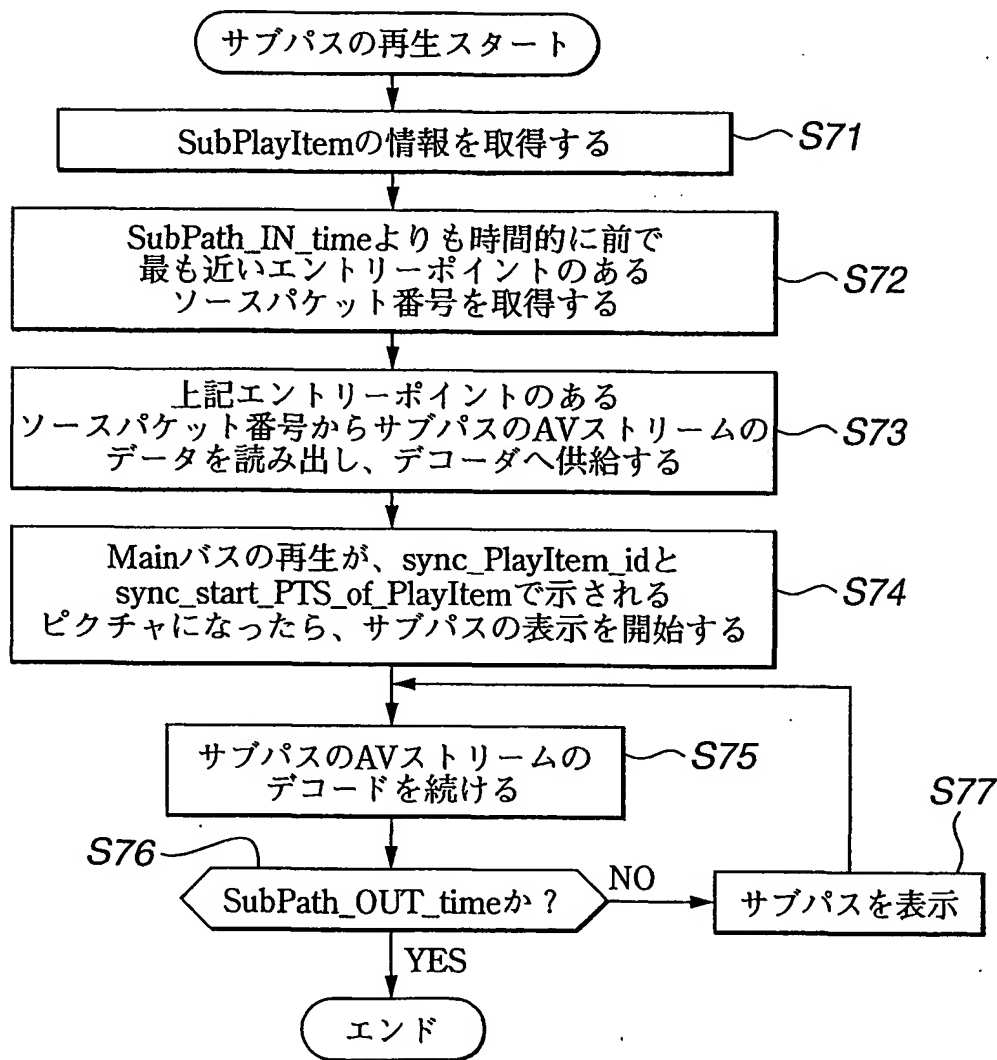 サブパスの再生スタート
SubPlayItemの情報を取得する
S71
SubPath_IN_timeよりも時間的に前で
最も近いエントリーポイントのある
ソースパケット番号を取得する
S72
上記エントリーポイントのある
ソースパケット番号からサブパスのAVストリームの
データを読み出し、デコーダへ供給する
S73
Mainパスの再生が、sync_PlayItem_idと
sync_start_PTS_of_PlayItemで示される
ピクチャになったら、サブパスの表示を開始する
S74
サブパスのAVストリームの
デコードを続ける
S75
S76
SubPath_OUT_timeか？
NO
サブパスを表示
S77
YES
エンド